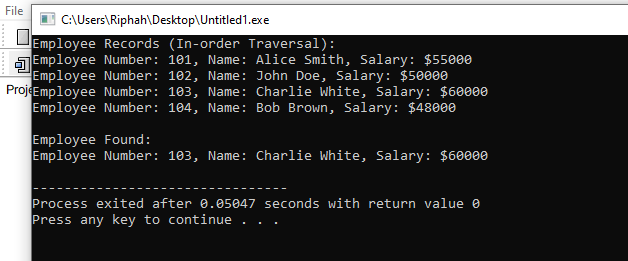 File
C:\Users\Riphah\Desktop\Untitled1.exe
Employee Records (In-order Traversal):
Employee Number: 101, Name: Alice Smith, Salary: $55000
Employee Number: 102, Name: John Doe, Salary: $50000
Employee Number: 103, Name: Charlie White, Salary: $60000
Employee Number: 104, Name: Bob Brown, Salary: $48000
Proje
Employee Found:
Employee Number: 103, Name: Charlie White, Salary: $60000
--------------------------------
Process exited after 0.05047 seconds with return value 0
Press any key to continue . . .